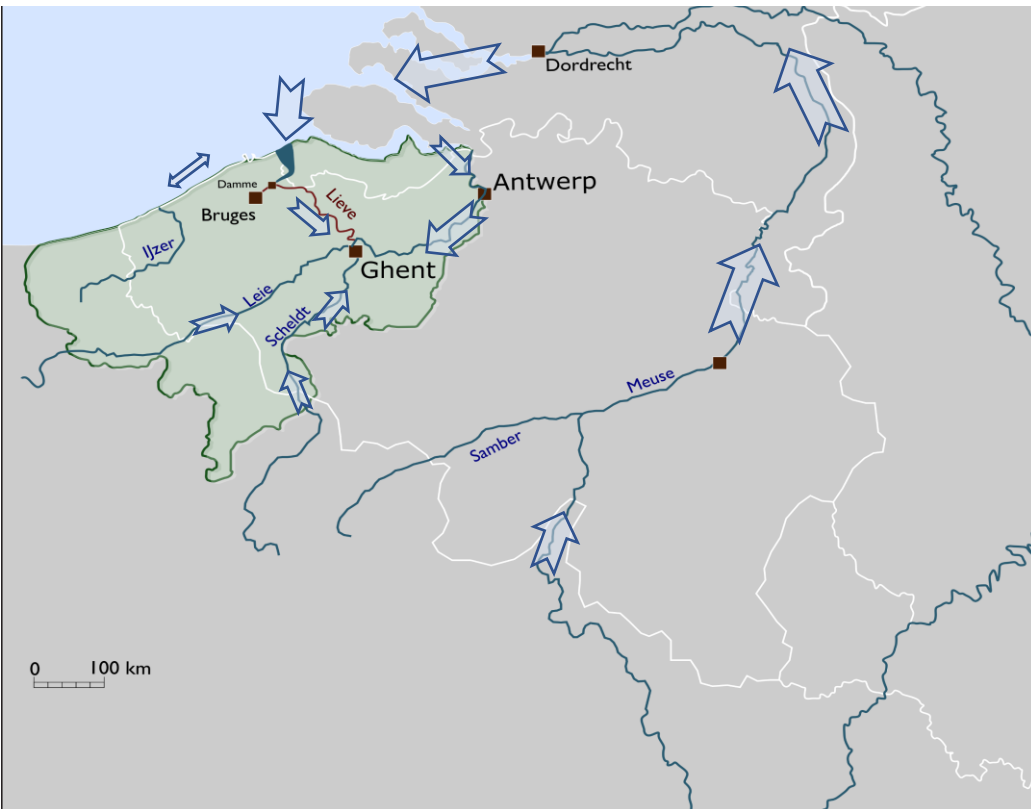 Dordrecht
Antwerp
Damme
Bruges
Lieve
IJzer
Ghent
Leie
Scheldt
Meuse
Samber
0 100 km